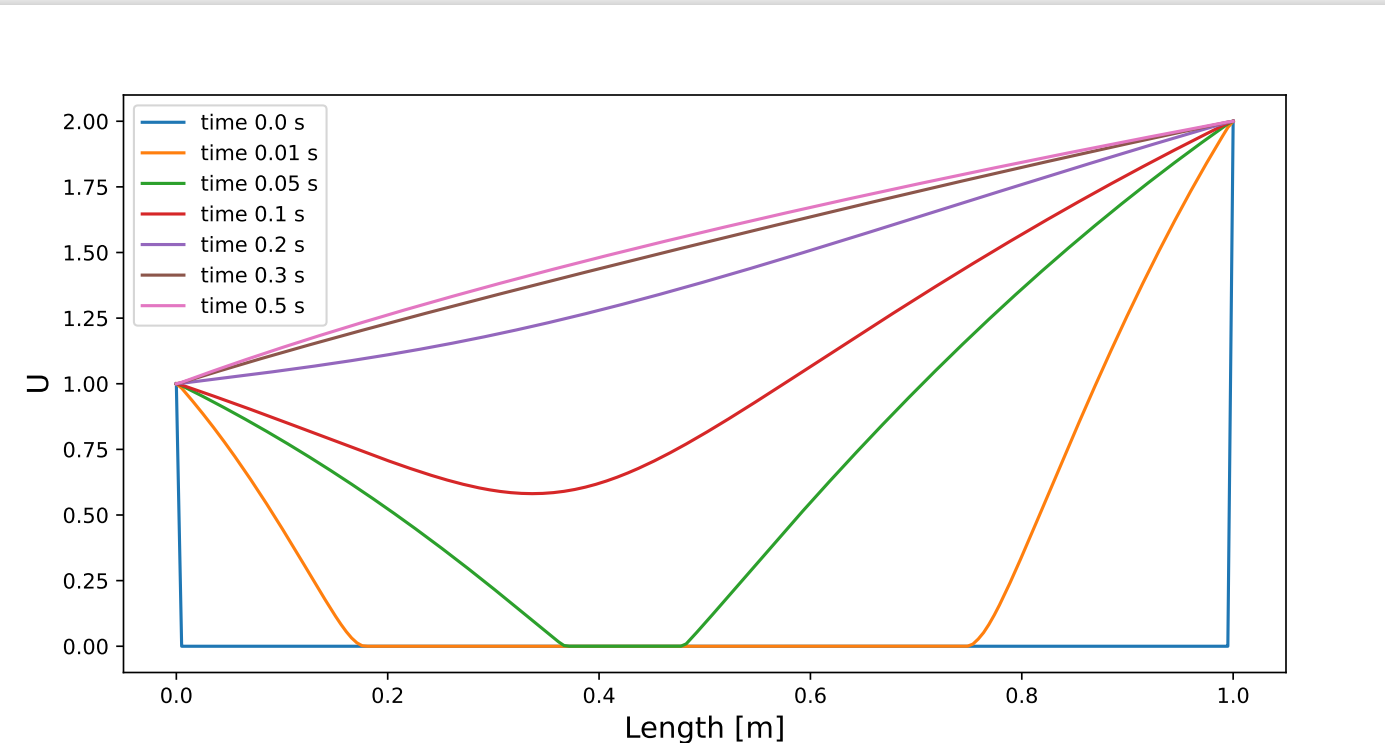 2.00
1.75
1.50
1.25
1.00
0.75
0.50
0.25
0.00
U
time 0.0 s
time 0.01 s
time 0.05 s
time 0.1 s
time 0.2 s
time 0.3 s
time 0.5 s
0.0 0.2 0.4 0.6 0.8 1.0
Length [m]